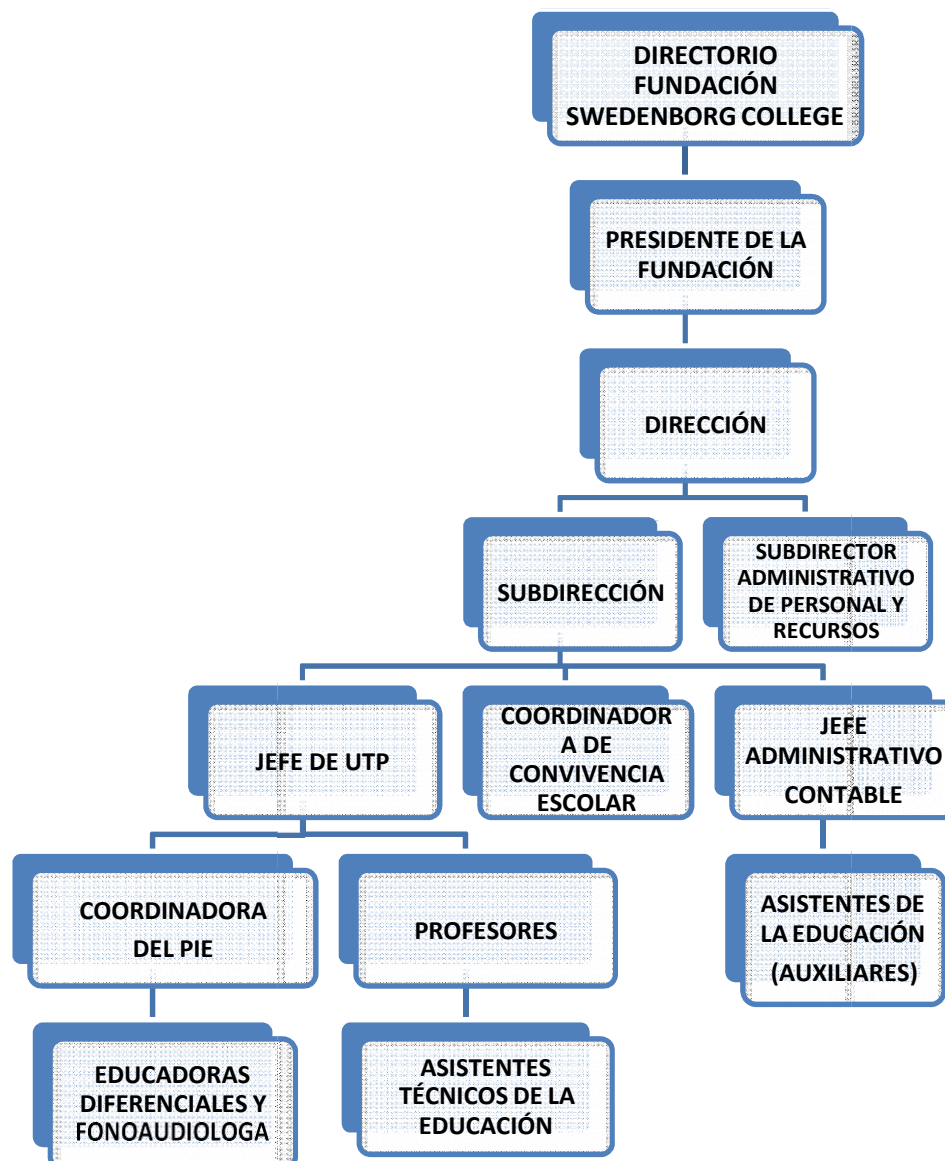 DIRECTORIO
FUNDACIÓN
SWEDENBORG COLLEGE
PRESIDENTE DE LA
FUNDACIÓN
DIRECCIÓN
SUBDIRECCIÓN
SUBDIRECTOR
ADMINISTRATIVO
DE PERSONAL Y
RECURSOS
JEFE DE UTP
COORDINADOR
A DE
CONVIVENCIA
ESCOLAR
JEFE
ADMINISTRATIVO
CONTABLE
COORDINADORA
DEL PIE
PROFESORES
ASISTENTES DE
LA EDUCACIÓN
(AUXILIARES)
EDUCADORAS
DIFERENCIALES Y
FONOAUDIOLOGA
ASISTENTES
TÉCNICOS DE LA
EDUCACIÓN